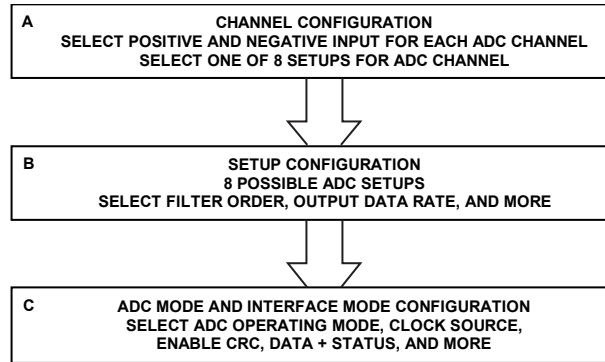 A
CHANNEL CONFIGURATION
SELECT POSITIVE AND NEGATIVE INPUT FOR EACH ADC CHANNEL
SELECT ONE OF 8 SETUPS FOR ADC CHANNEL
B
SETUP CONFIGURATION
8 POSSIBLE ADC SETUPS
SELECT FILTER ORDER, OUTPUT DATA RATE, AND MORE
C
ADC MODE AND INTERFACE MODE CONFIGURATION
SELECT ADC OPERATING MODE, CLOCK SOURCE,
ENABLE CRC, DATA + STATUS, AND MORE